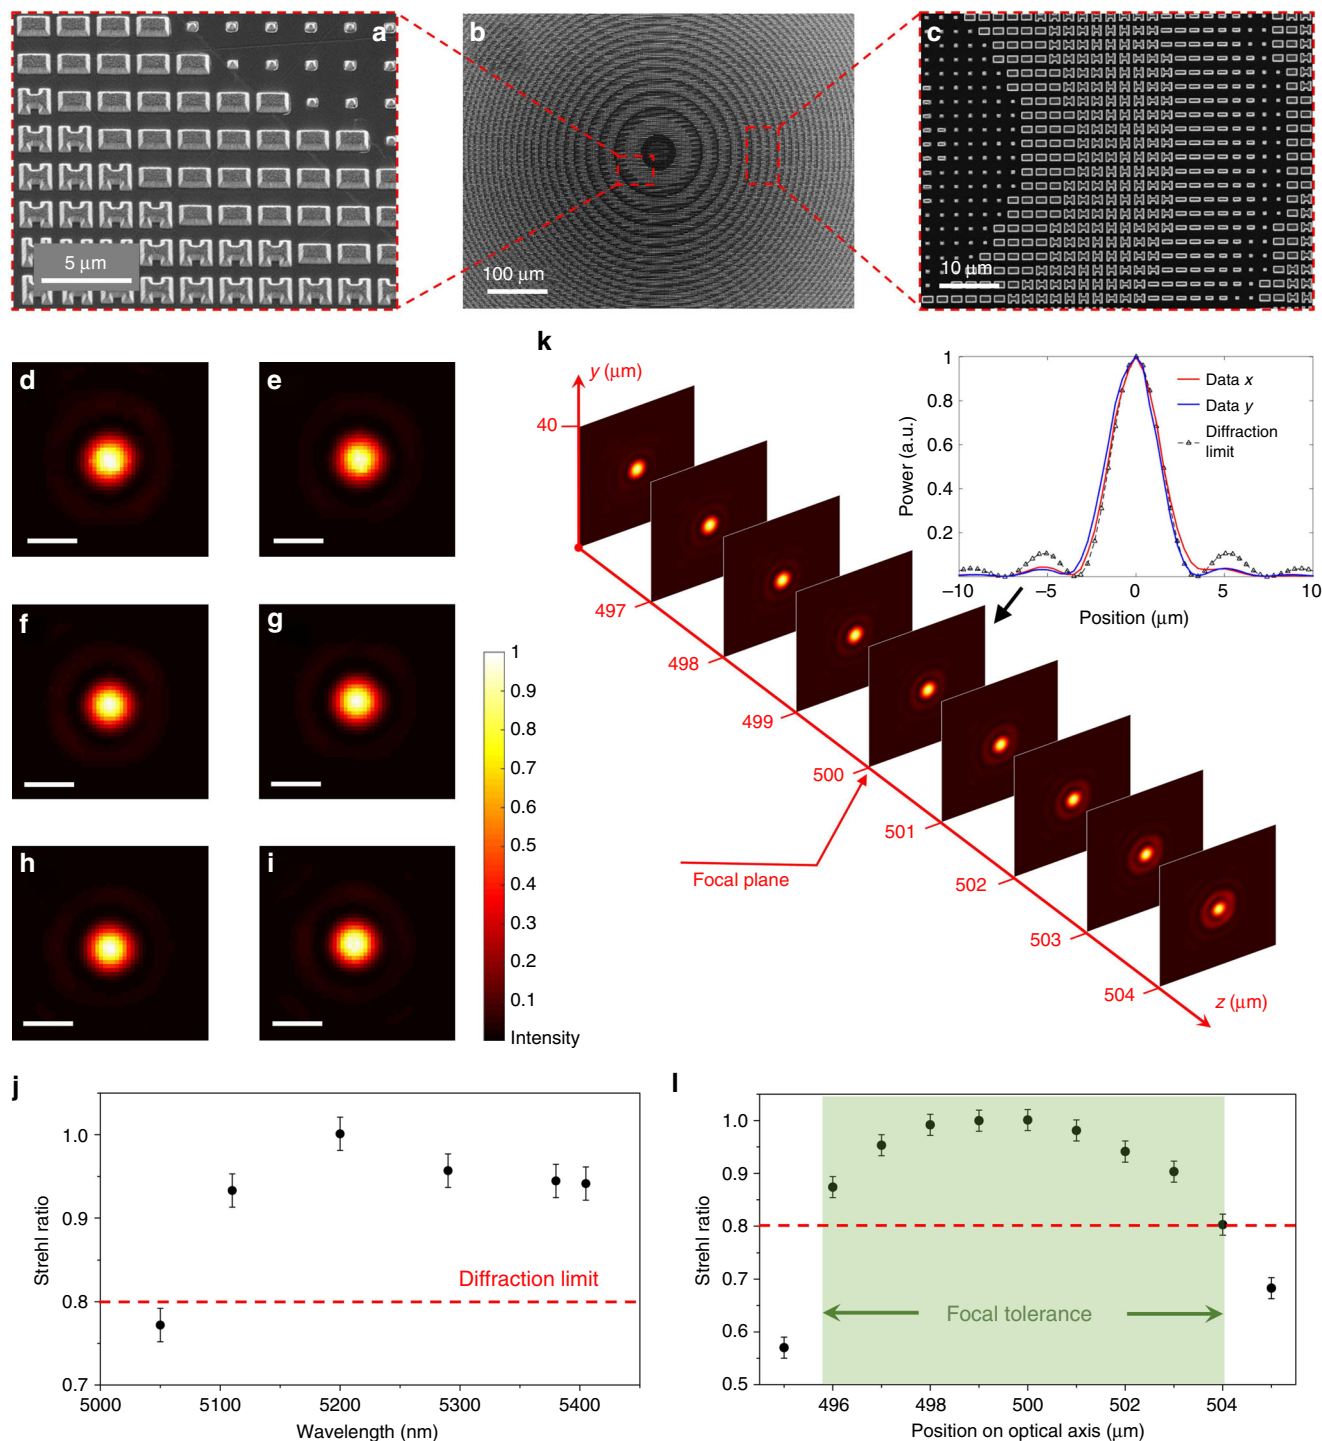 a
5 μm
b
100 μm
c
10 μm
d
e
f
g
h
i
1
0.9
0.8
0.7
0.6
0.5
0.4
0.3
0.2
0.1
Intensity
k
y (μm)
40
497
498
499
500
501
502
503
504
z (μm)
Focal plane
Power (a.u.)
1
0.8
0.6
0.4
0.2
−10
−5
0
5
10
Position (μm)
Data x
Data y
Diffraction
limit
j
Strehl ratio
1.0
0.9
0.8
0.7
Diffraction limit
5000
5100
5200
5300
5400
Wavelength (nm)
l
Strehl ratio
1.0
0.9
0.8
0.7
0.6
0.5
Focal tolerance
496
498
500
502
504
Position on optical axis (μm)